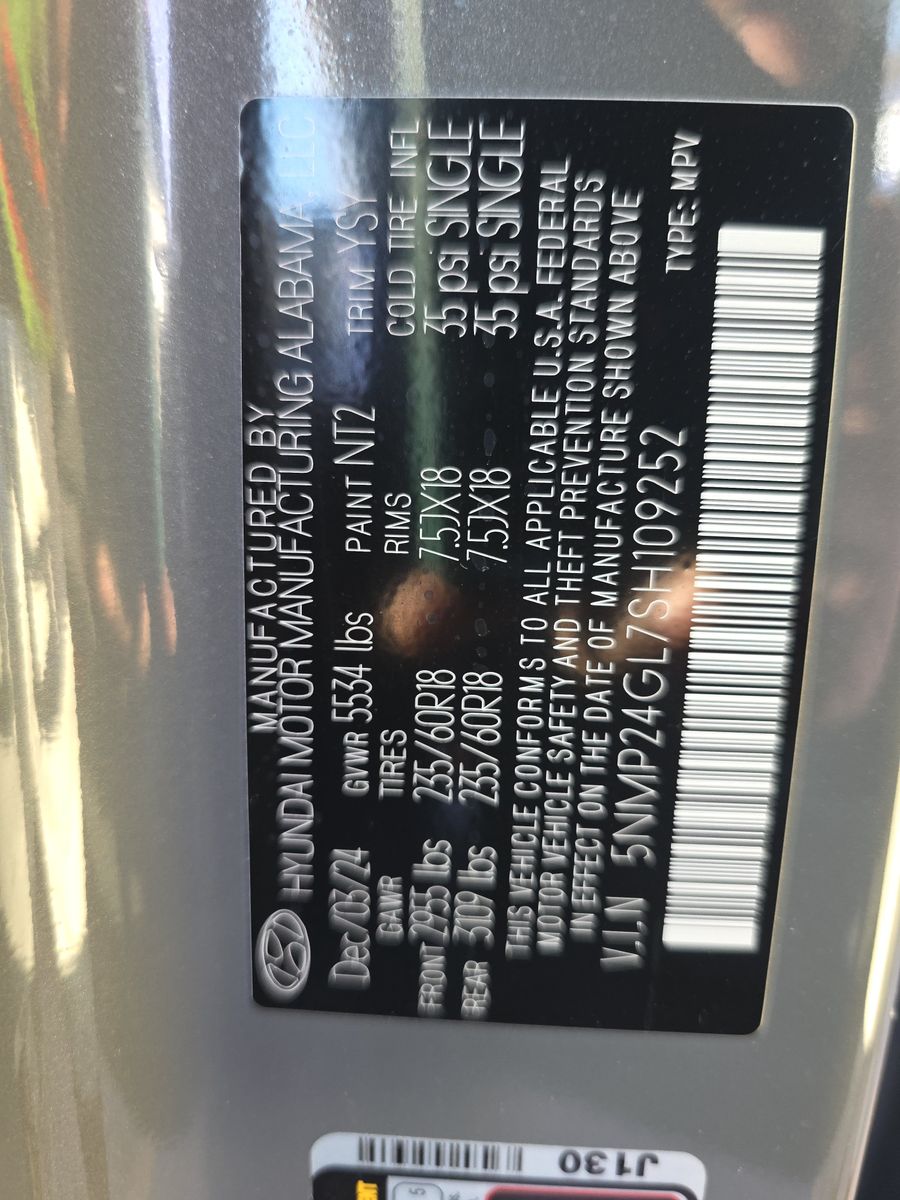 MANUFACTURED BY
HYUNDAI MOTOR MANUFACTURING ALABAMA, LLC
Dec/03/24 GVWR 5534 lbs PAINT NT2 TRIM YSY
GAWR TIRES RIMS COLD TIRE INFL
FRONT 2955 lbs 235/60R18 7.5JX18 35 psi SINGLE
REAR 3109 lbs 235/60R18 7.5JX18 35 psi SINGLE
THIS VEHICLE CONFORMS TO ALL APPLICABLE U.S.A. FEDERAL
MOTOR VEHICLE SAFETY AND THEFT PREVENTION STANDARDS
IN EFFECT ON THE DATE OF MANUFACTURE SHOWN ABOVE
V.I.N 5NMP24GL7SH109252 TYPE: MPV
J130
5